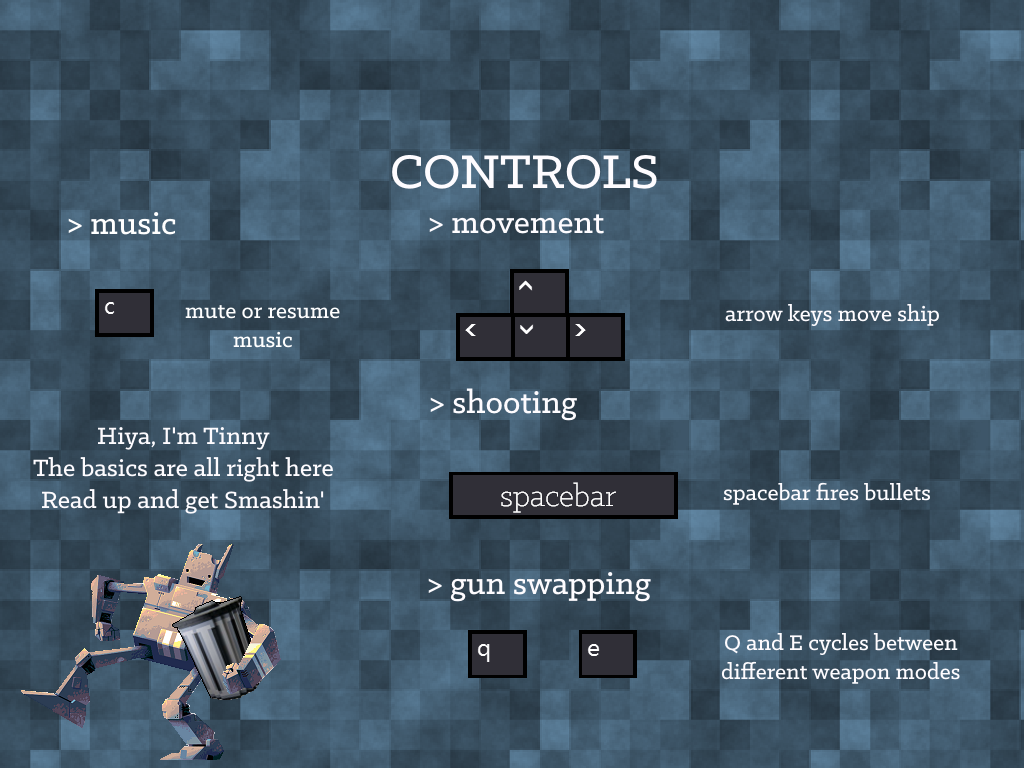 CONTROLS
> music
c
mute or resume
music
Hiya, I'm Tinny
The basics are all right here
Read up and get Smashin'
> movement
^
< v >
arrow keys move ship
> shooting
spacebar
spacebar fires bullets
> gun swapping
q e
Q and E cycles between
different weapon modes